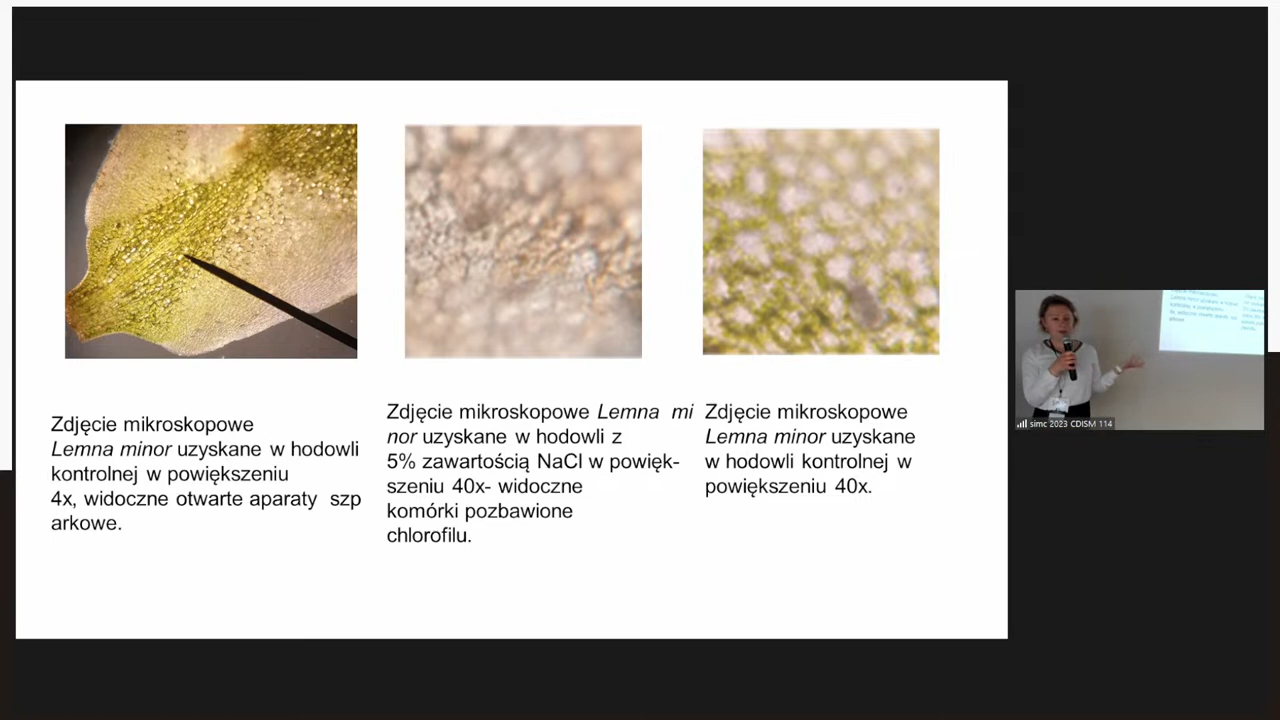 Zdjęcie mikroskopowe
Lemna minor uzyskane w hodowli
kontrolnej w powiększeniu
4x, widoczne otwarte aparaty szp
arkowe.
Zdjęcie mikroskopowe Lemna mi
nor uzyskane w hodowli z
5% zawartością NaCl w powięk-
szeniu 40x- widoczne
komórki pozbawione
chlorofilu.
Zdjęcie mikroskopowe
Lemna minor uzyskane
w hodowli kontrolnej w
powiększeniu 40x.
simc 2023 CDISM 114